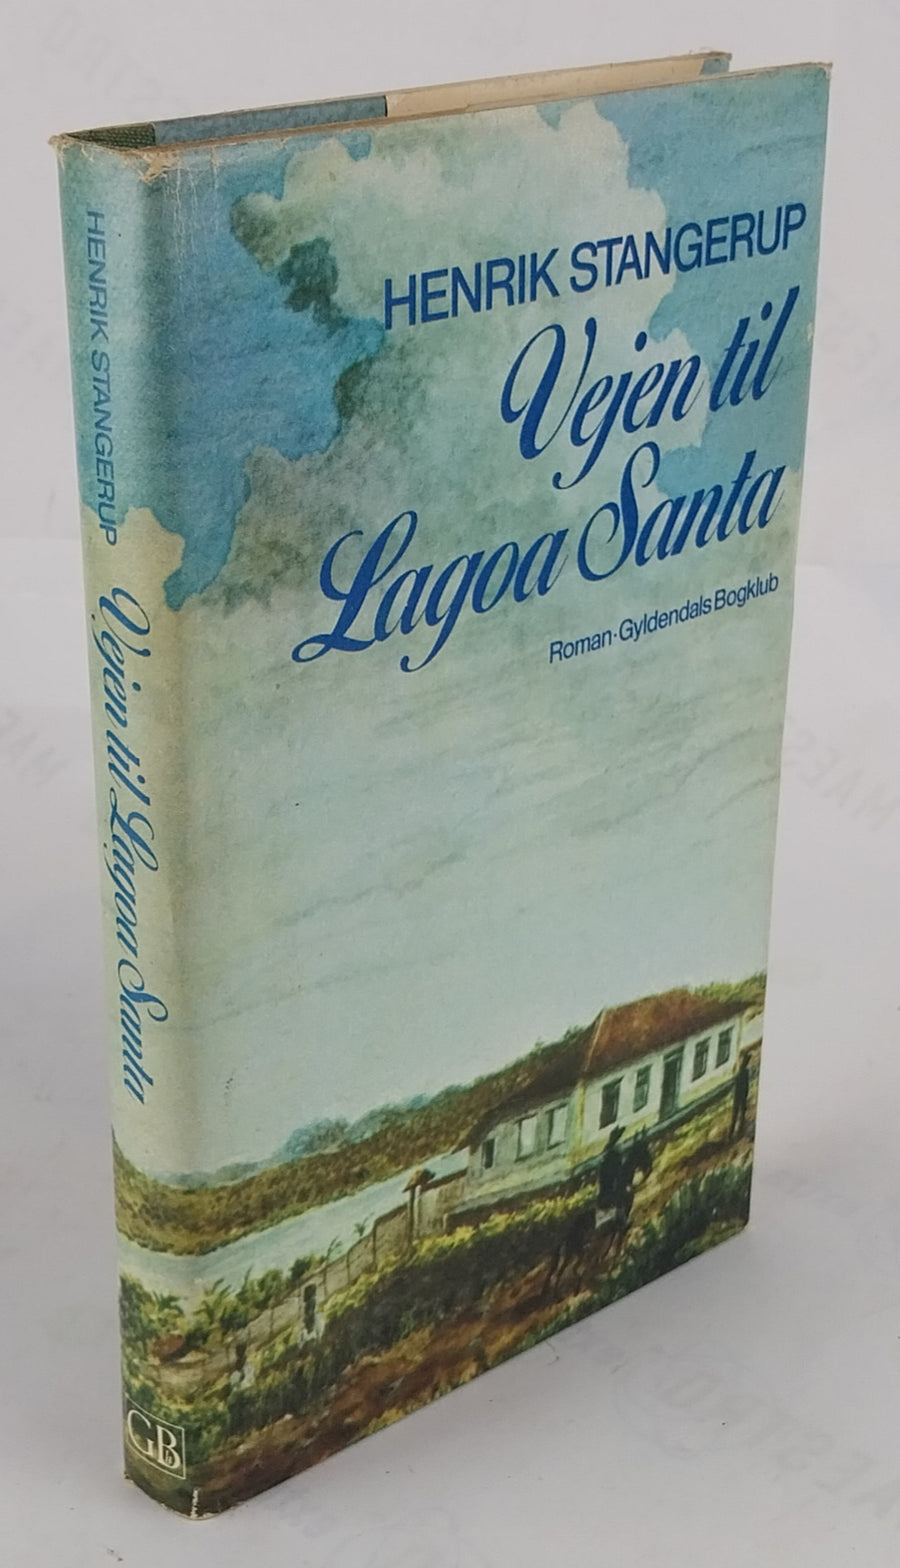 HENRIK STANGERUP
Vejen til
Lagoa Santa
Roman · Gyldendals Bogklub
HENRIK STANGERUP Vejen til Lagoa Santa
GB